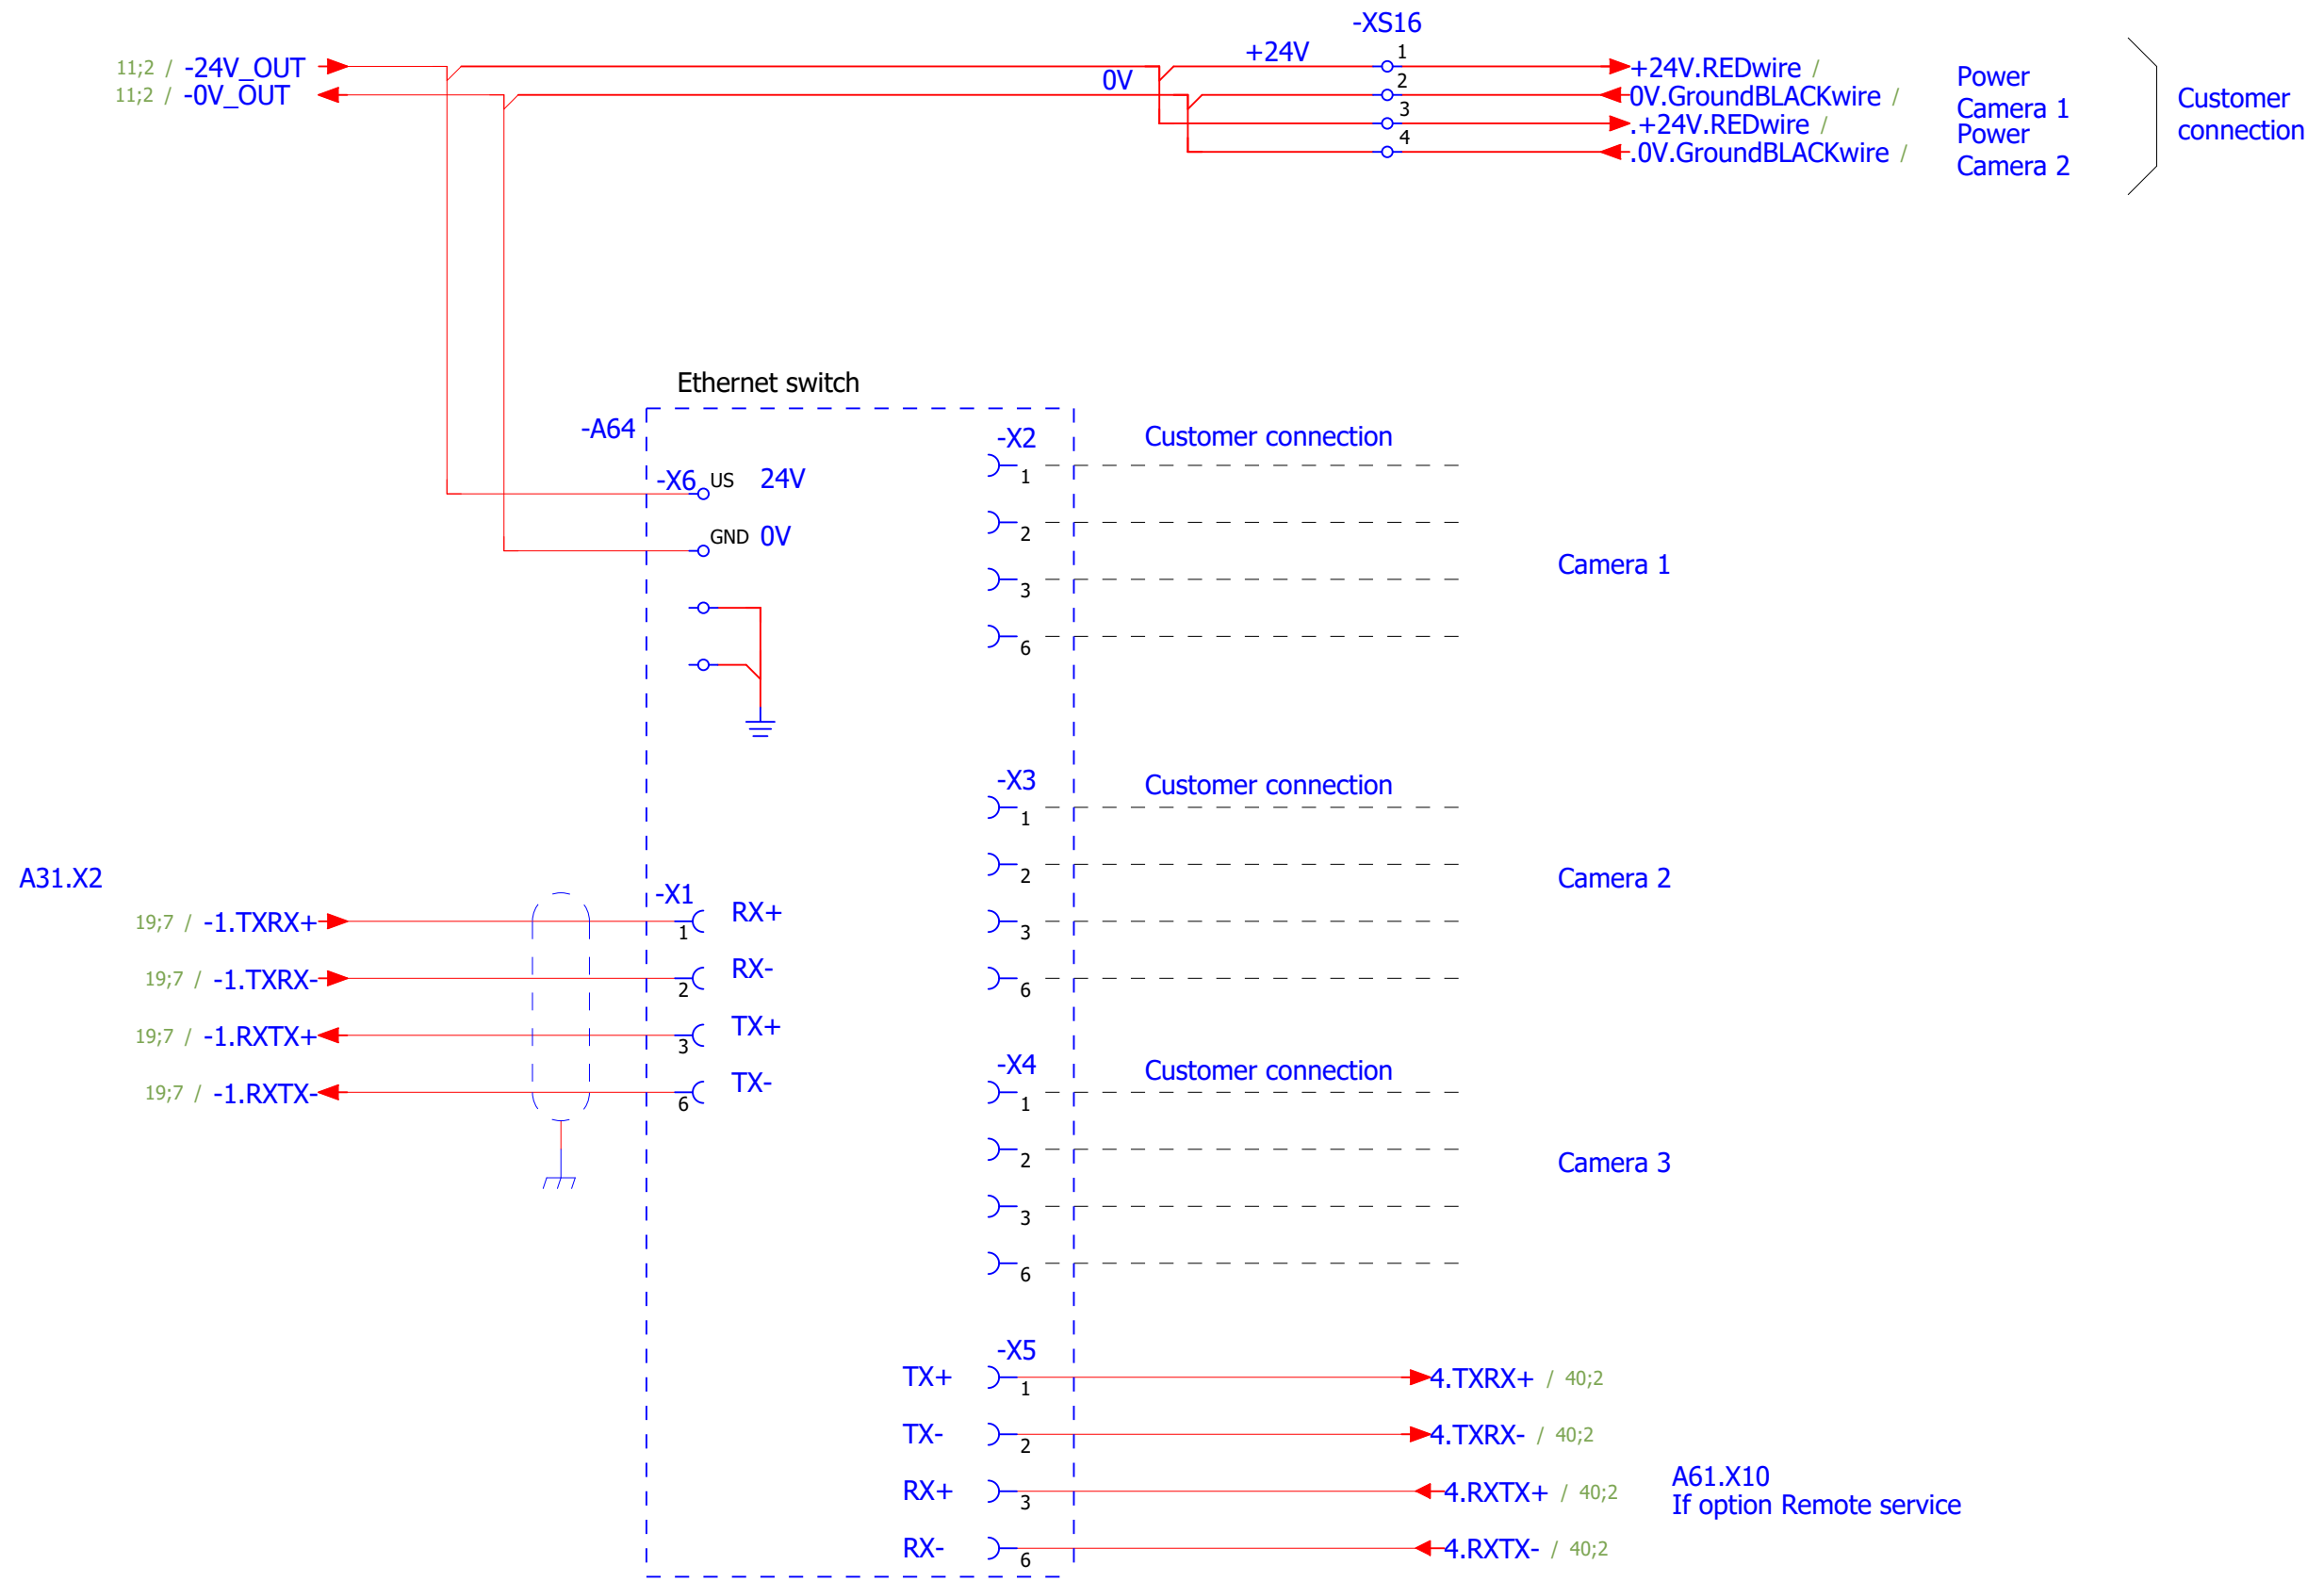 -XS16
11;2 / -24V_OUT
+24V
1
+24V.REDwire /
11;2 / -0V_OUT
0V
2
0V.GroundBLACKwire /
3
.+24V.REDwire /
4
.0V.GroundBLACKwire /
Power
Camera 1
Power
Camera 2
Customer
connection
Ethernet switch
-A64
-X6 US 24V
GND 0V
-X2
Customer connection
1
2
3
6
Camera 1
-X3
Customer connection
1
2
3
6
Camera 2
A31.X2
-X1
19;7 / -1.TXRX+
1
RX+
19;7 / -1.TXRX-
2
RX-
19;7 / -1.RXTX+
3
TX+
19;7 / -1.RXTX-
6
TX-
-X4
Customer connection
1
2
3
6
Camera 3
-X5
TX+
1
4.TXRX+ / 40;2
TX-
2
4.TXRX- / 40;2
RX+
3
4.RXTX+ / 40;2
RX-
6
4.RXTX- / 40;2
A61.X10
If option Remote service